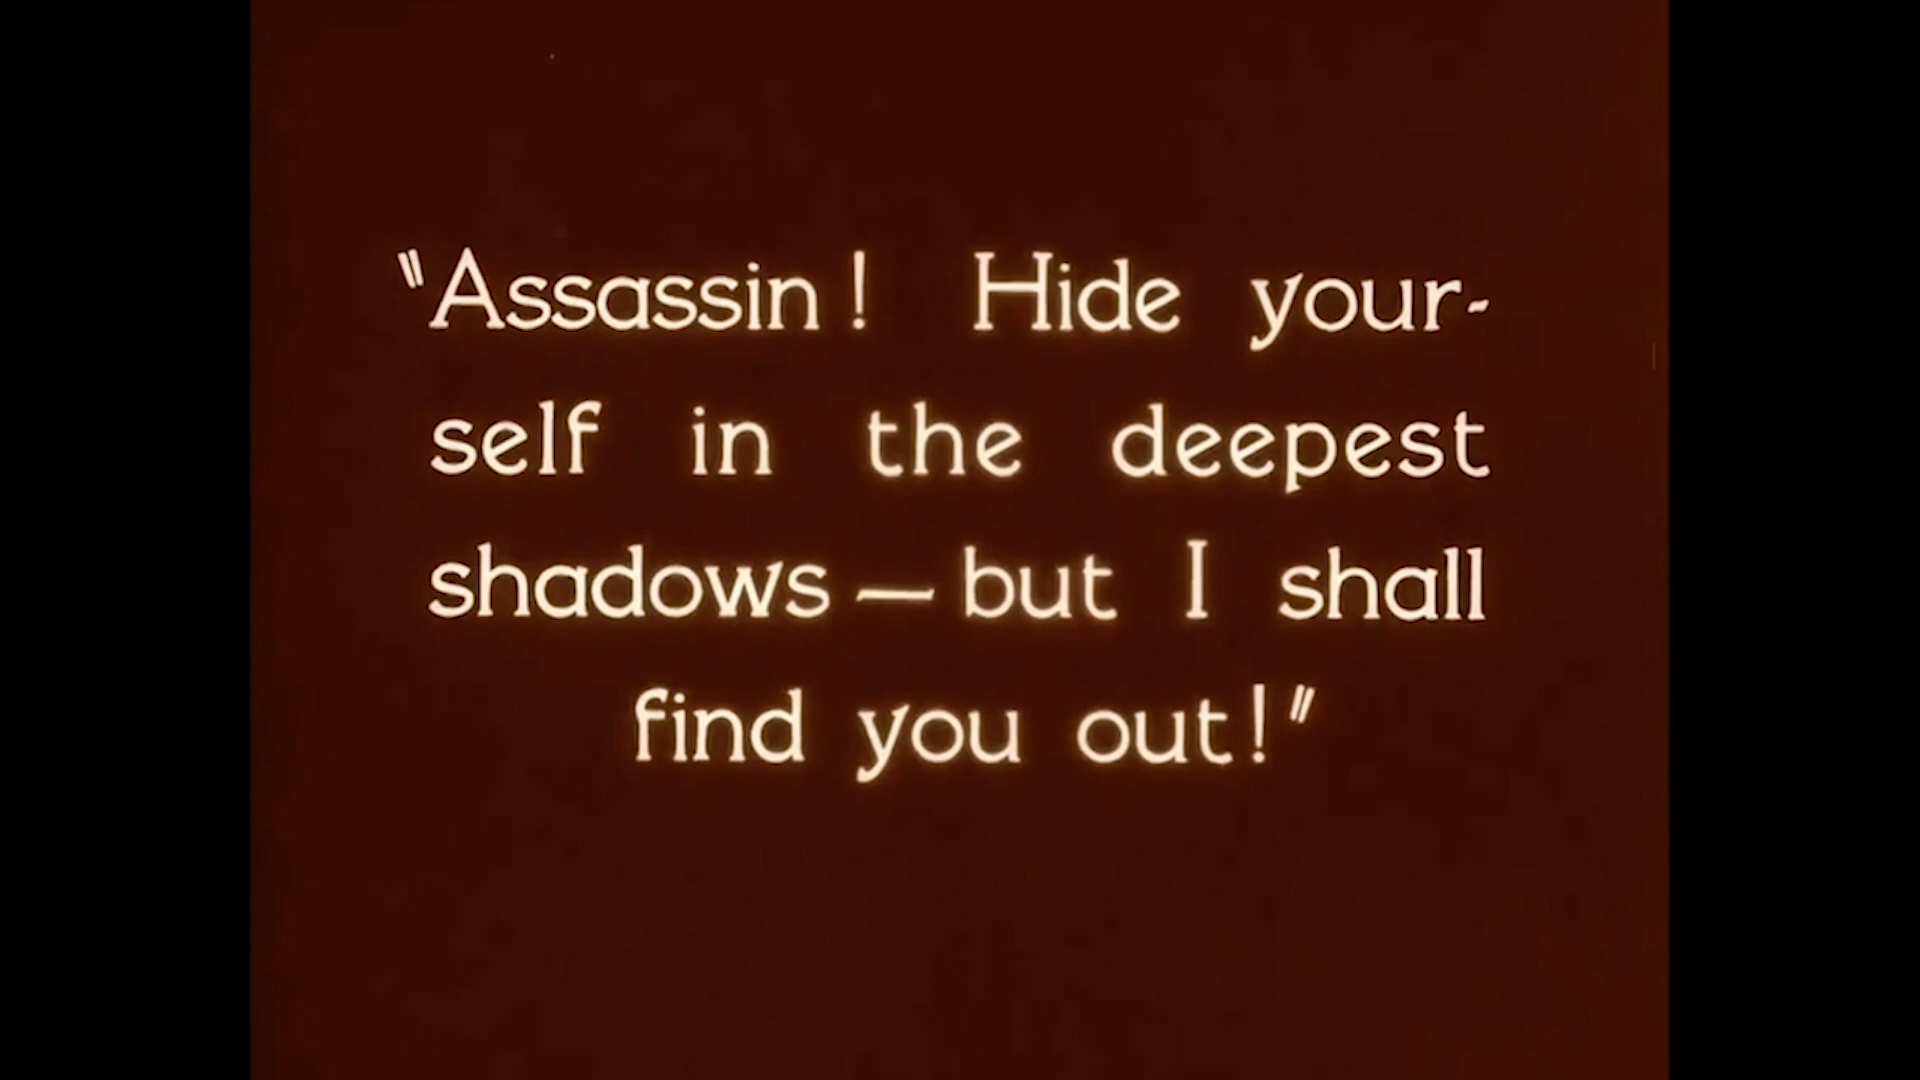 "Assassin! Hide your-
self in the deepest
shadows — but I shall
find you out!"